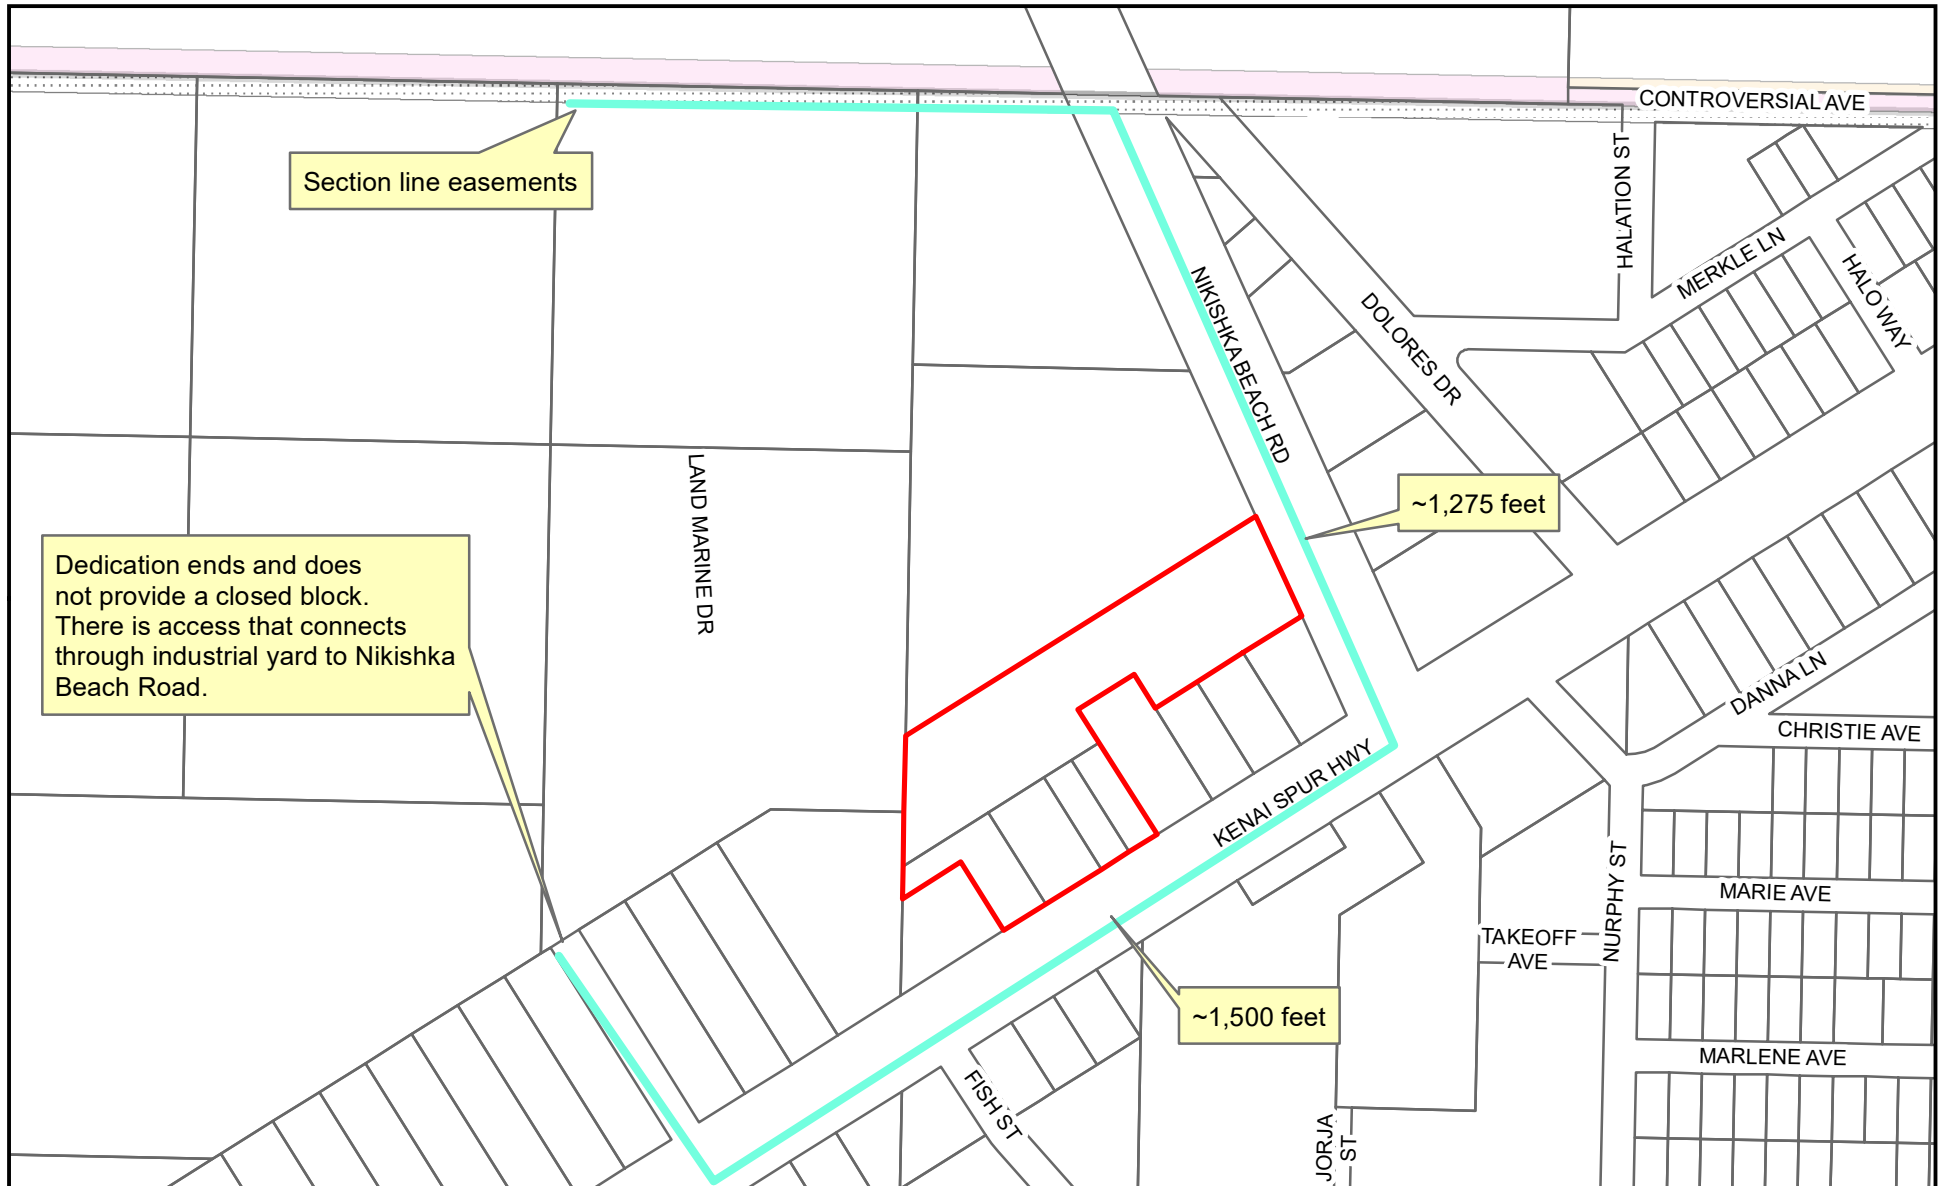 CONTROVERSIAL AVE
Section line easements
HALATION ST
MERKLE LN
HALO WAY
NIKISHKA BEACH RD
DOLORES DR
LAND MARINE DR
~1,275 feet
Dedication ends and does
not provide a closed block.
There is access that connects
through industrial yard to Nikishka
Beach Road.
DANNA LN
CHRISTIE AVE
KENAI SPUR HWY
NURPHY ST
MARIE AVE
TAKEOFF
AVE
~1,500 feet
MARLENE AVE
FISH ST
JORJA
ST